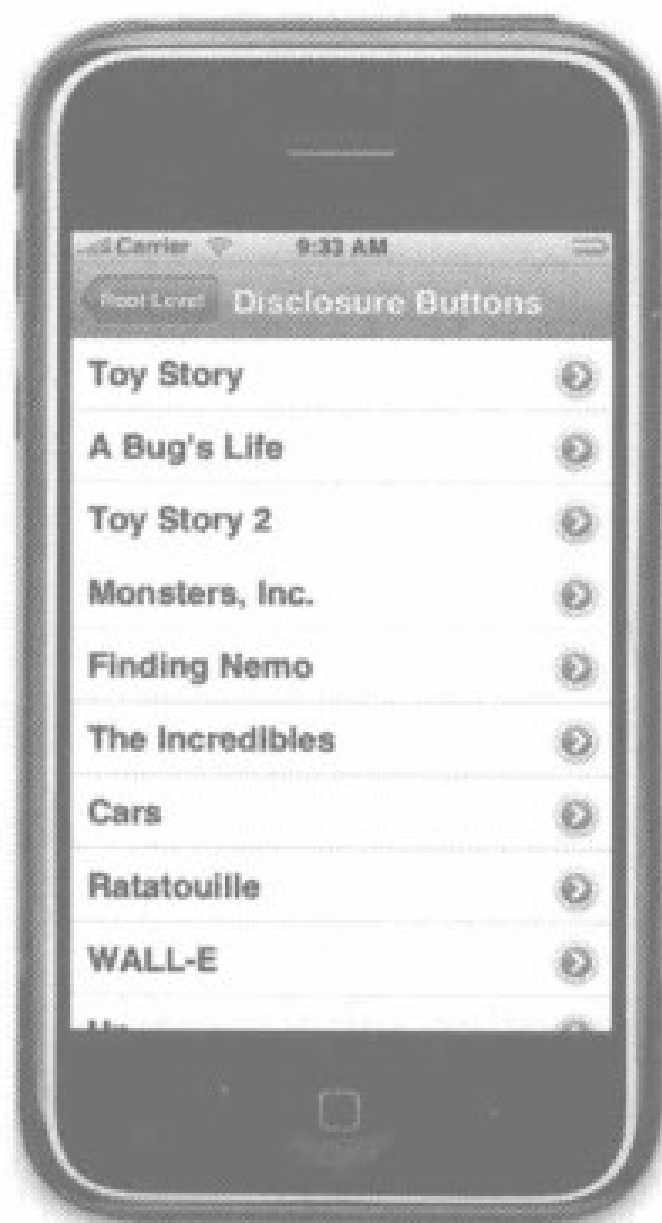 Carrier 9:33 AM
Root Level Disclosure Buttons
Toy Story
A Bug's Life
Toy Story 2
Monsters, Inc.
Finding Nemo
The Incredibles
Cars
Ratatouille
WALL-E